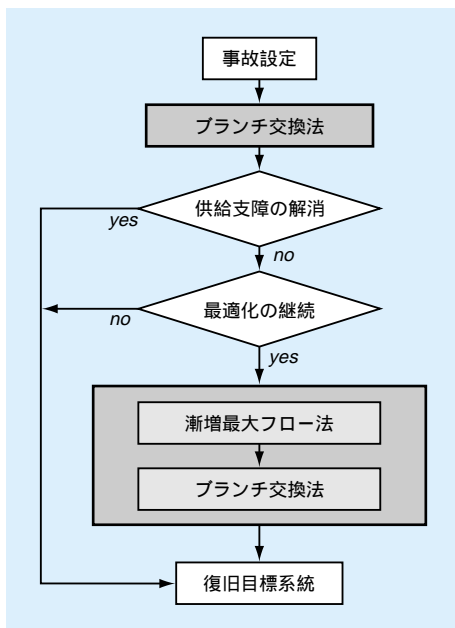 事故設定
ブランチ交換法
供給支障の解消
yes
no
最適化の継続
no
yes
漸増最大フロー法
ブランチ交換法
復旧目標系統